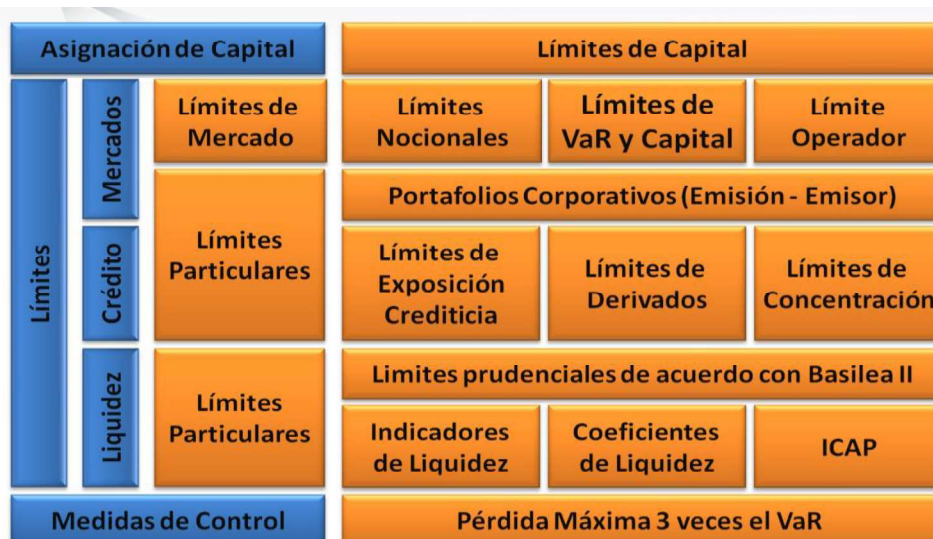 Asignación de Capital
Límites de Capital
Límites
Mercados
Límites de
Mercado
Límites
Nocionales
Límites de
VaR y Capital
Límite
Operador
Portafolios Corporativos (Emisión - Emisor)
Crédito
Límites
Particulares
Límites de
Exposición
Crediticia
Límites de
Derivados
Límites de
Concentración
Liquidez
Límites
Particulares
Limites prudenciales de acuerdo con Basilea II
Indicadores
de Liquidez
Coeficientes
de Liquidez
ICAP
Medidas de Control
Pérdida Máxima 3 veces el VaR